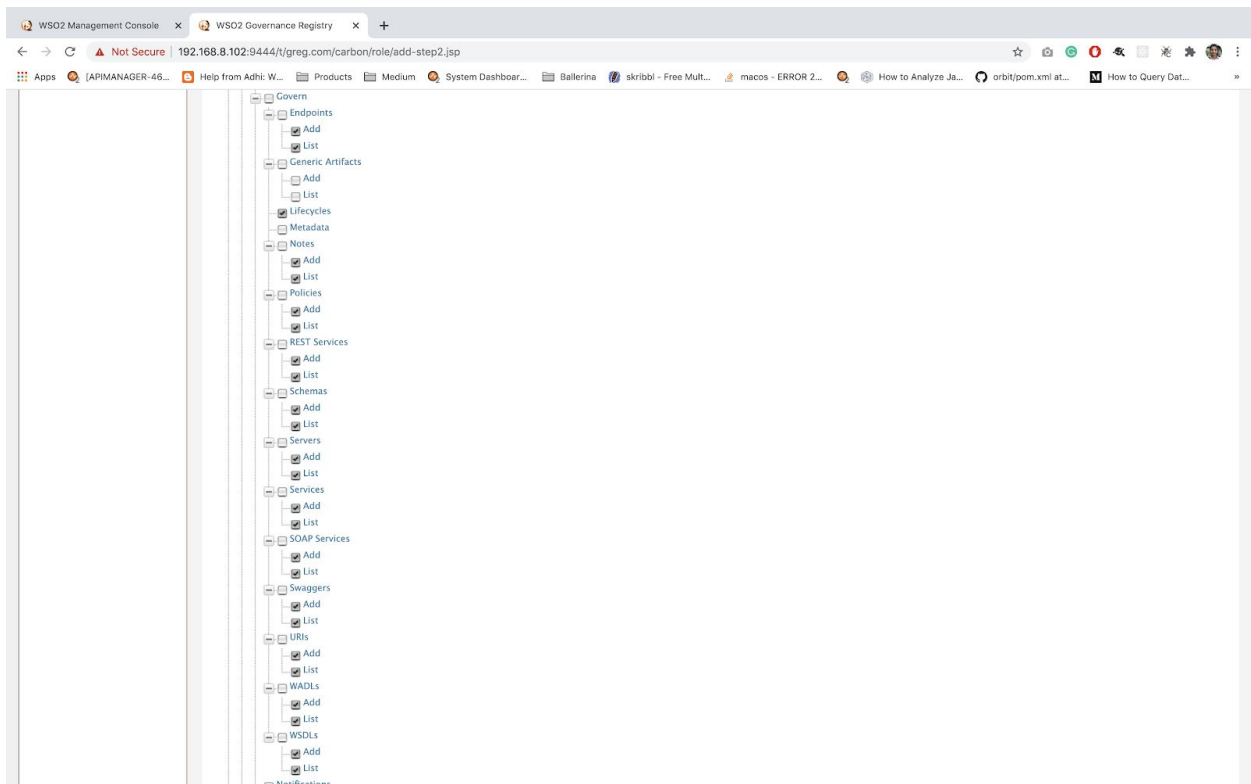 WSO2 Management Console
WSO2 Governance Registry
Not Secure | 192.168.8.102:9444/t/greg.com/carbon/role/add-step2.jsp
Apps [APIMANAGER-46... Help from Adhi: W... Products Medium System Dashboar... Ballerina skribbl - Free Mult... macos - ERROR 2... How to Analyze Ja... orbit/pom.xml at... How to Query Dat... »
Govern
Endpoints
Add
List
Generic Artifacts
Add
List
Lifecycles
Metadata
Notes
Add
List
Policies
Add
List
REST Services
Add
List
Schemas
Add
List
Servers
Add
List
Services
Add
List
SOAP Services
Add
List
Swaggers
Add
List
URIs
Add
List
WADLs
Add
List
WSDLs
Add
List
Notifications